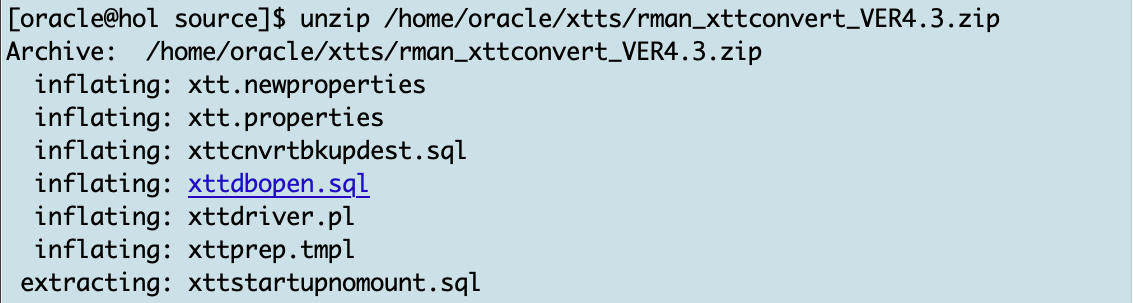 [oracle@hol source]$ unzip /home/oracle/xtts/rman_xttconvert_VER4.3.zip
Archive:  /home/oracle/xtts/rman_xttconvert_VER4.3.zip
  inflating: xtt.newproperties
  inflating: xtt.properties
  inflating: xttcnvrtbkupdest.sql
  inflating: xttdbopen.sql
  inflating: xttdriver.pl
  inflating: xttprep.tmpl
 extracting: xttstartupnomount.sql